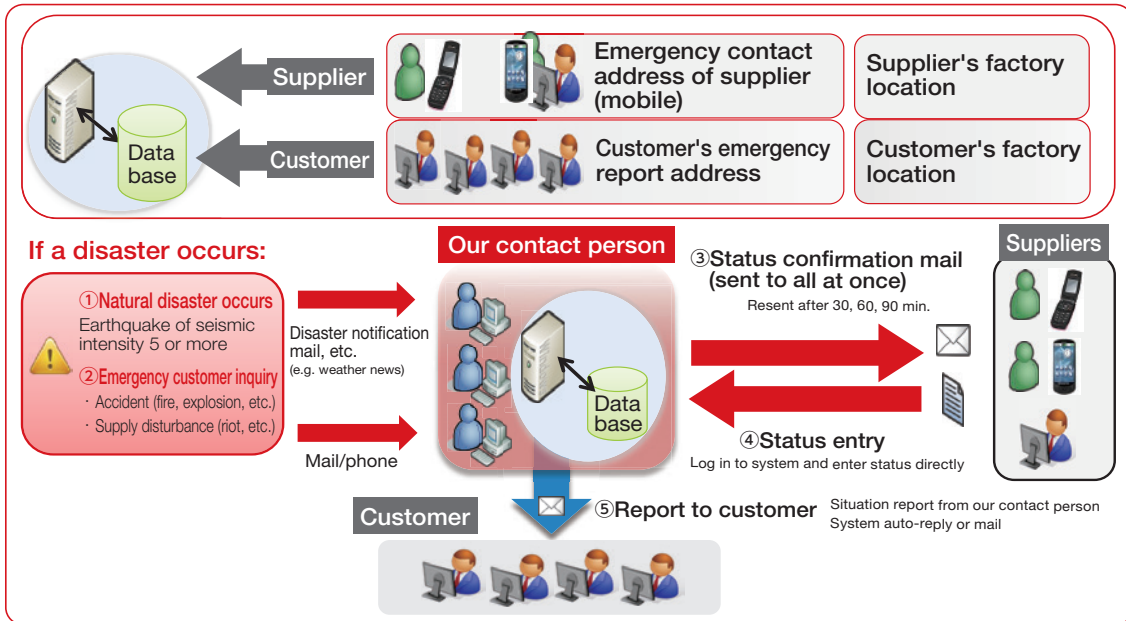 Supplier
Emergency contact
address of supplier
(mobile)
Supplier's factory
location
Data
base
Customer
Customer's emergency
report address
Customer's factory
location
If a disaster occurs:
①Natural disaster occurs
Earthquake of seismic
intensity 5 or more
②Emergency customer inquiry
・Accident (fire, explosion, etc.)
・Supply disturbance (riot, etc.)
Disaster notification
mail, etc.
(e.g. weather news)
Mail/phone
Our contact person
Data
base
③Status confirmation mail
(sent to all at once)
Resent after 30, 60, 90 min.
④Status entry
Log in to system and enter status directly
Suppliers
Customer
⑤Report to customer
Situation report from our contact person
System auto-reply or mail